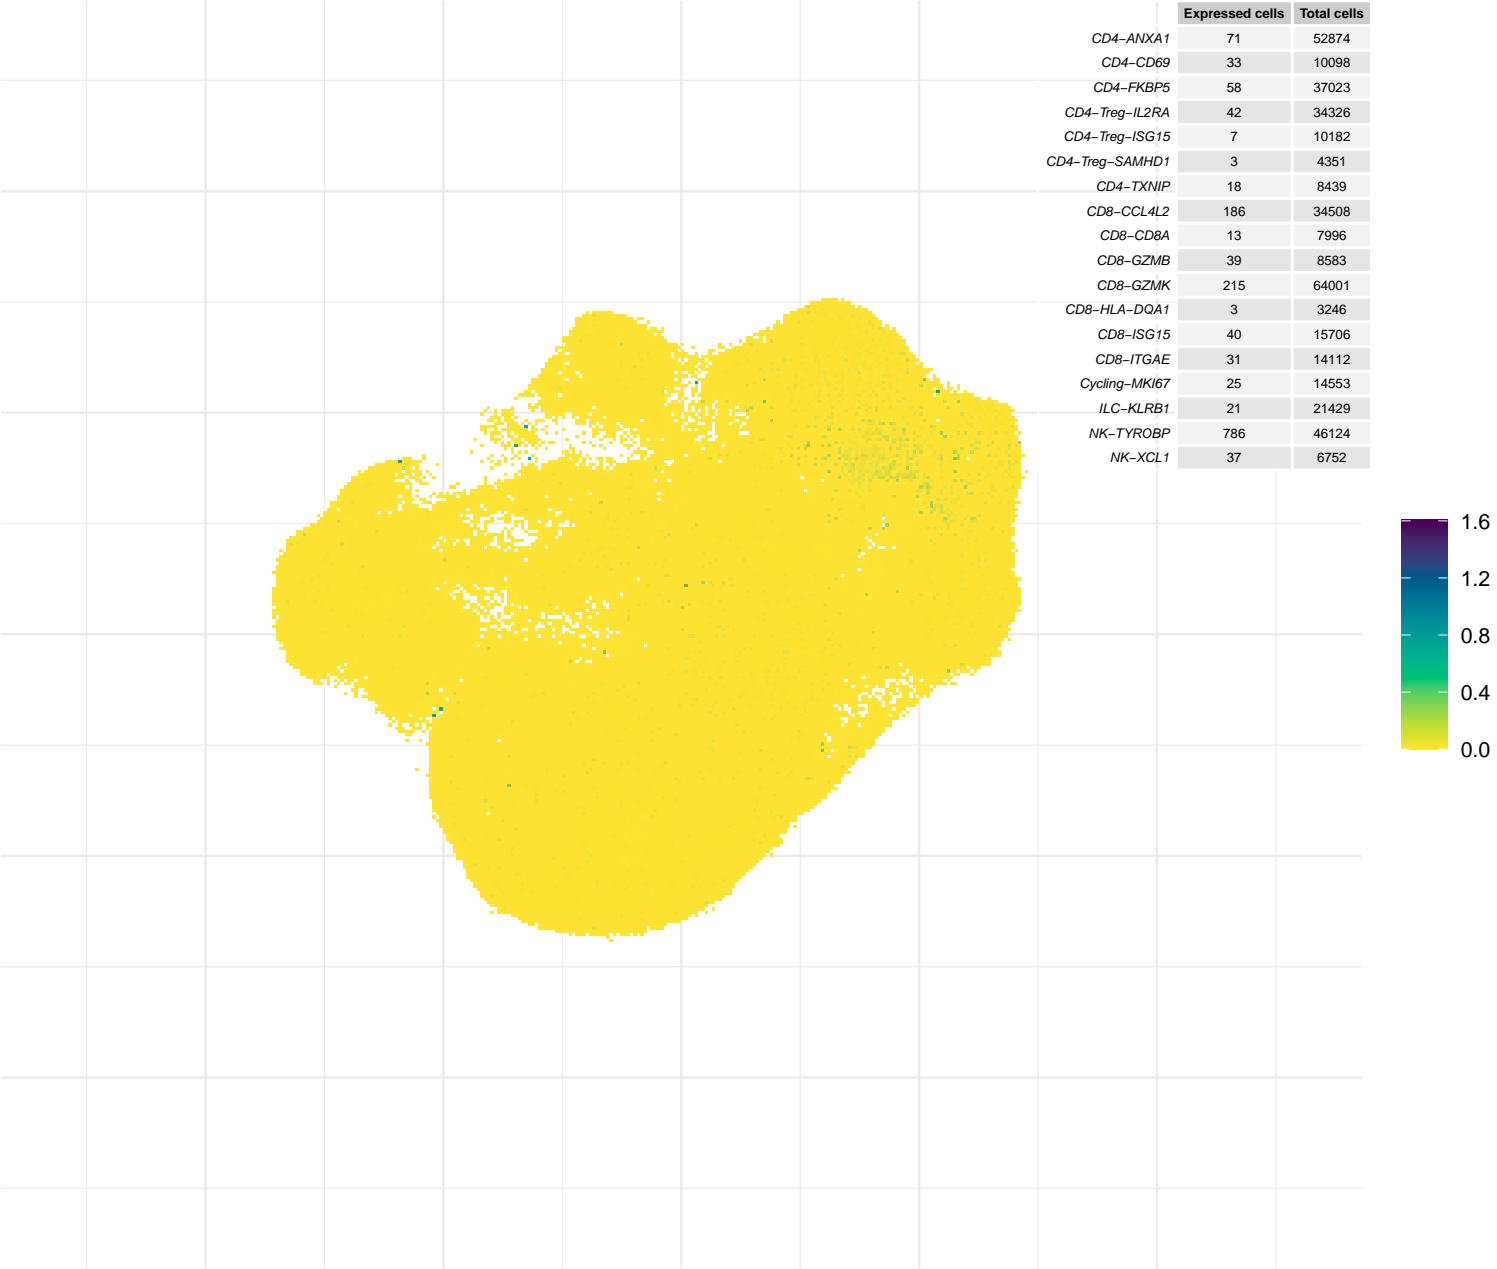 Expressed cells Total cells
CD4−ANXA1 71 52874
CD4−CD69 33 10098
CD4−FKBP5 58 37023
CD4−Treg−IL2RA 42 34326
CD4−Treg−ISG15 7 10182
CD4−Treg−SAMHD1 3 4351
CD4−TXNIP 18 8439
CD8−CCL4L2 186 34508
CD8−CD8A 13 7996
CD8−GZMB 39 8583
CD8−GZMK 215 64001
CD8−HLA−DQA1 3 3246
CD8−ISG15 40 15706
CD8−ITGAE 31 14112
Cycling−MKI67 25 14553
ILC−KLRB1 21 21429
NK−TYROBP 786 46124
NK−XCL1 37 6752
1.6
1.2
0.8
0.4
0.0